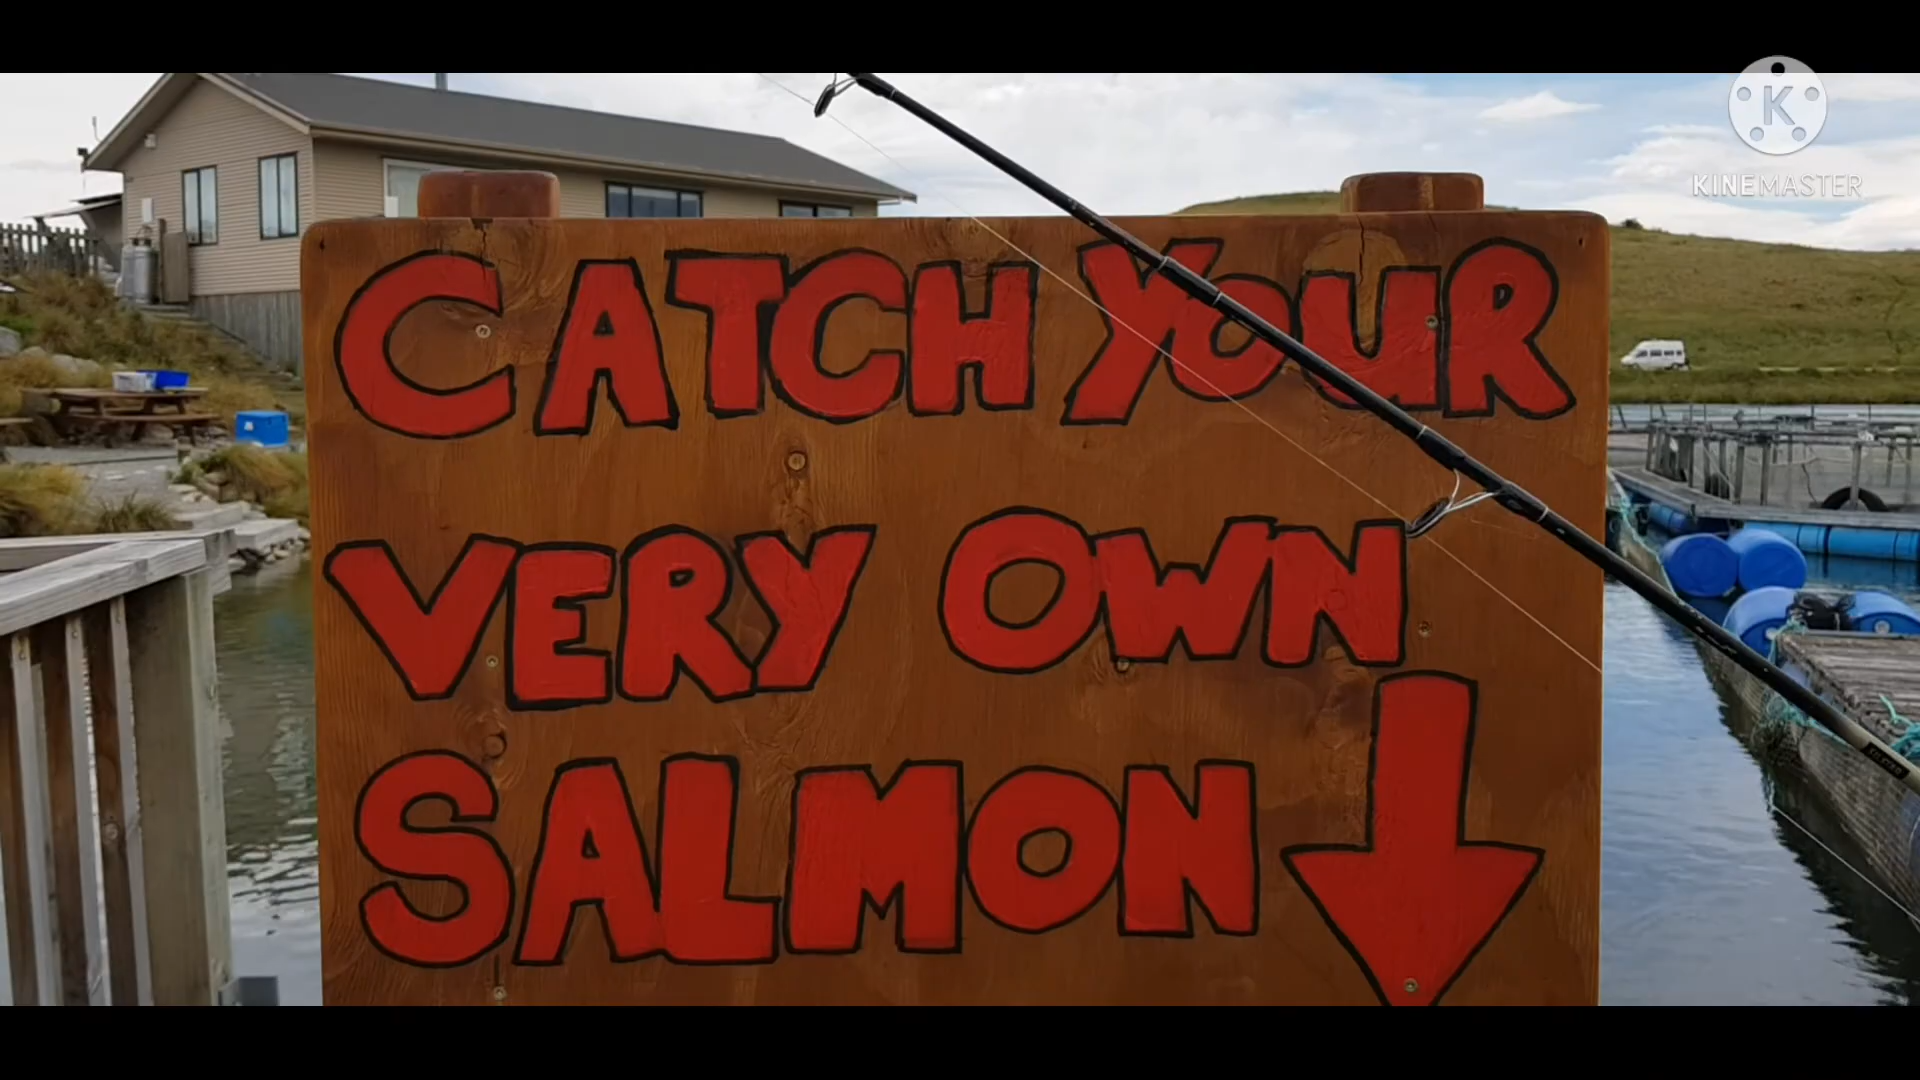 CATCH YOUR
VERY OWN
SALMON
K
KINEMASTER